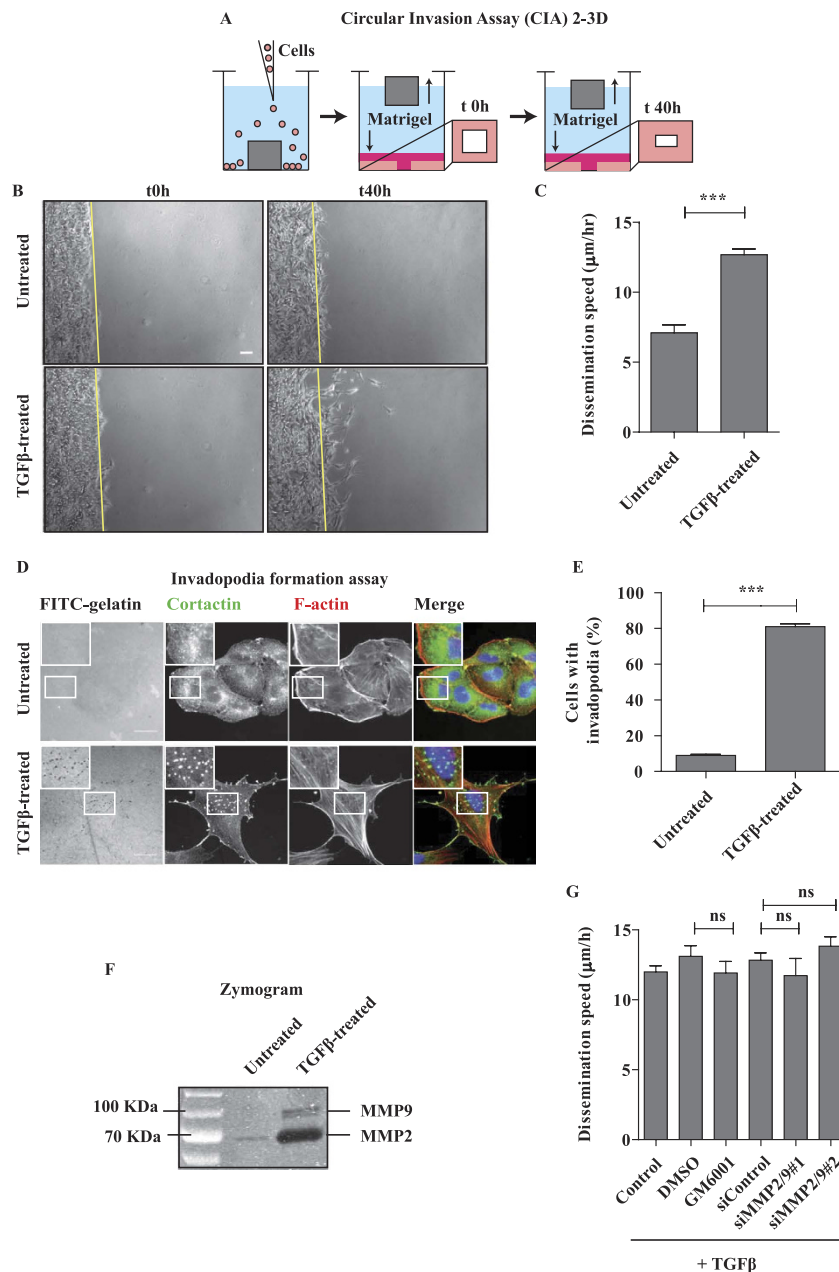 A
Circular Invasion Assay (CIA) 2-3D
Cells
t 0h
Matrigel
t 40h
Matrigel
B
t0h
t40h
Untreated
TGFβ-treated
C
***
Dissemination speed (μm/hr)
15
10
5
0
Untreated
TGFβ-treated
D
Invadopodia formation assay
FITC-gelatin
Cortactin
F-actin
Merge
Untreated
TGFβ-treated
E
***
Cells with
invadopodia (%)
100
80
60
40
20
0
Untreated
TGFβ-treated
F
Zymogram
Untreated
TGFβ-treated
100 KDa
MMP9
70 KDa
MMP2
G
ns
ns
ns
Dissemination speed (μm/h)
15
10
5
0
Control
DMSO
GM6001
siControl
siMMP2/9#1
siMMP2/9#2
+ TGFβ